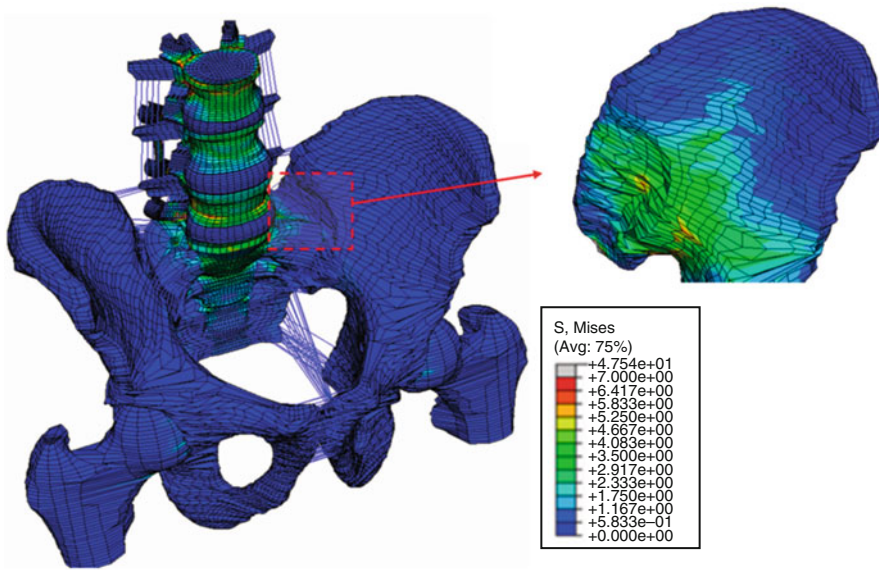 S, Mises
(Avg: 75%)
+4.754e+01
+7.000e+00
+6.417e+00
+5.833e+00
+5.250e+00
+4.667e+00
+4.083e+00
+3.500e+00
+2.917e+00
+2.333e+00
+1.750e+00
+1.167e+00
+5.833e–01
+0.000e+00